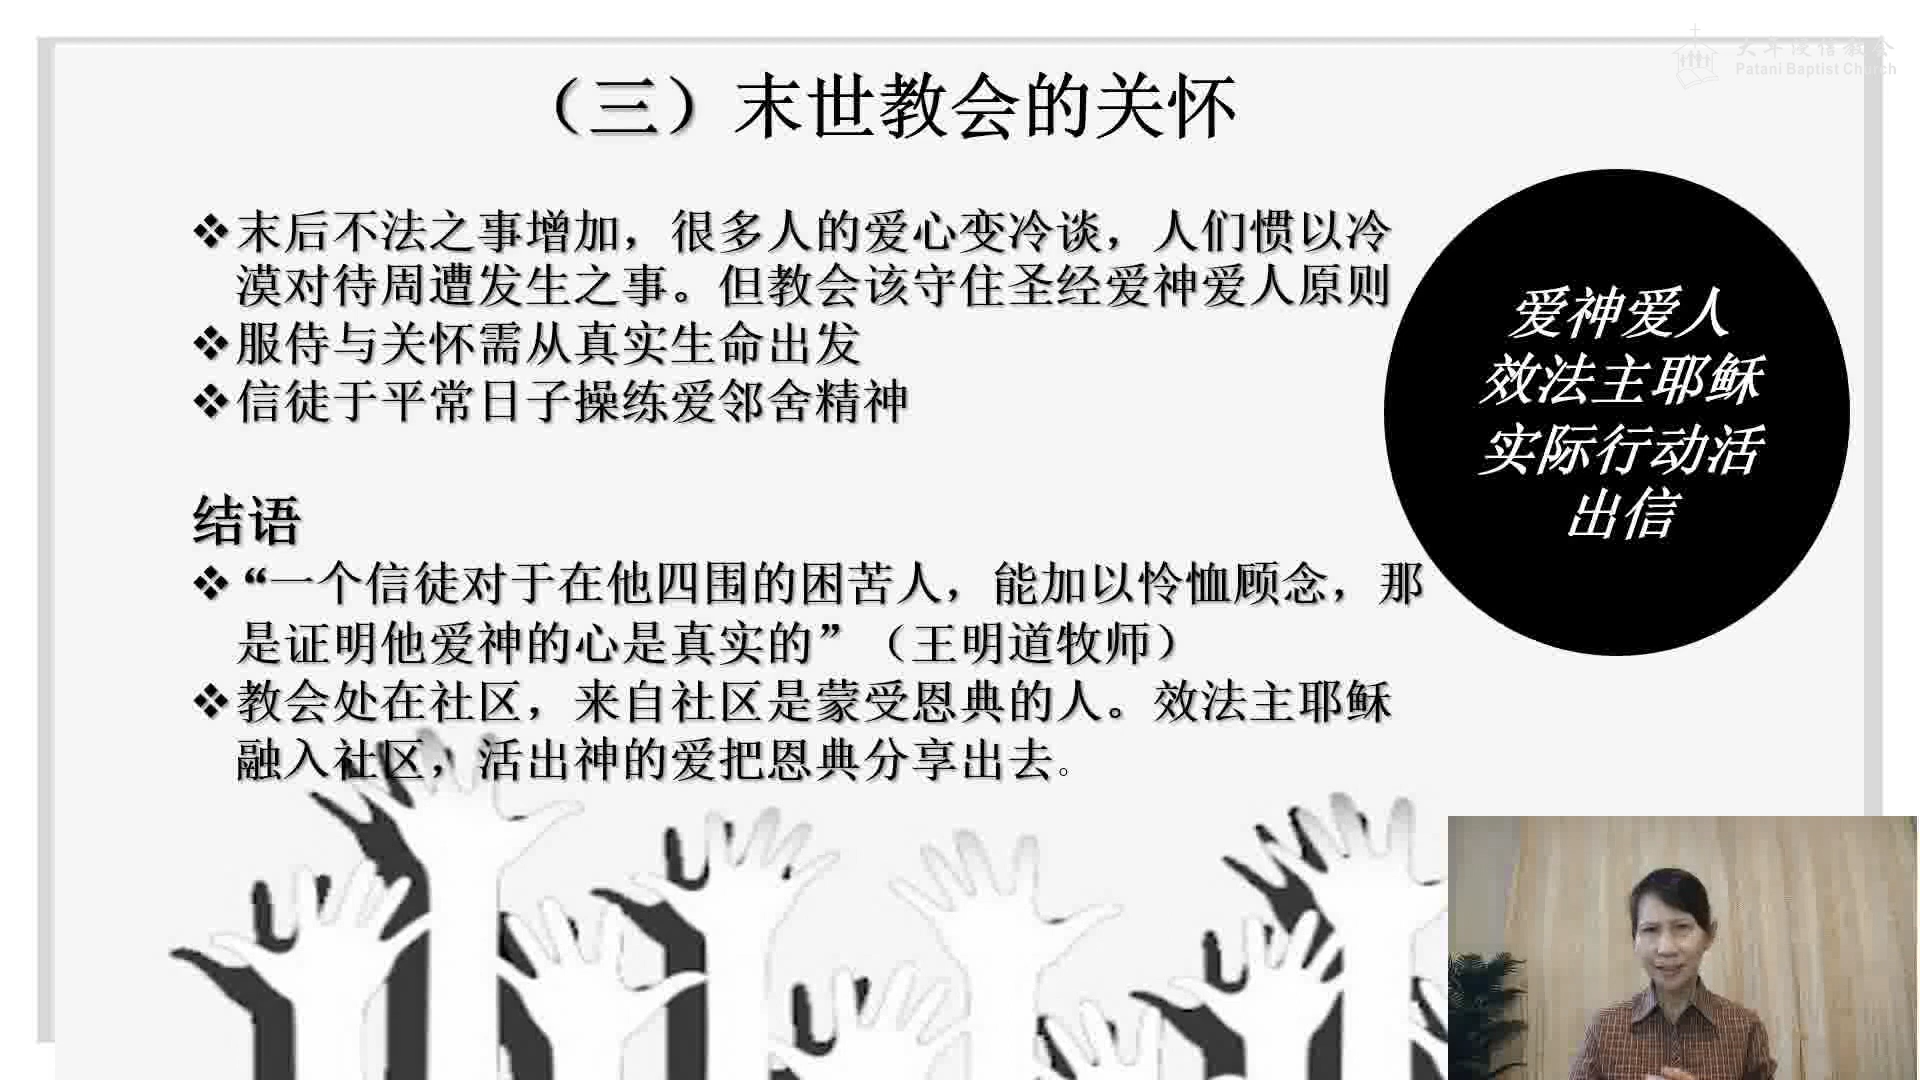 大年浸信教会
Patani Baptist Church
（三）末世教会的关怀
❖末后不法之事增加，很多人的爱心变冷谈，人们惯以冷
漠对待周遭发生之事。但教会该守住圣经爱神爱人原则
❖服侍与关怀需从真实生命出发
❖信徒于平常日子操练爱邻舍精神
结语
❖“一个信徒对于在他四围的困苦人，能加以怜恤顾念，那
是证明他爱神的心是真实的”（王明道牧师）
❖教会处在社区，来自社区是蒙受恩典的人。效法主耶稣
融入社区，活出神的爱把恩典分享出去。
爱神爱人
效法主耶稣
实际行动活
出信